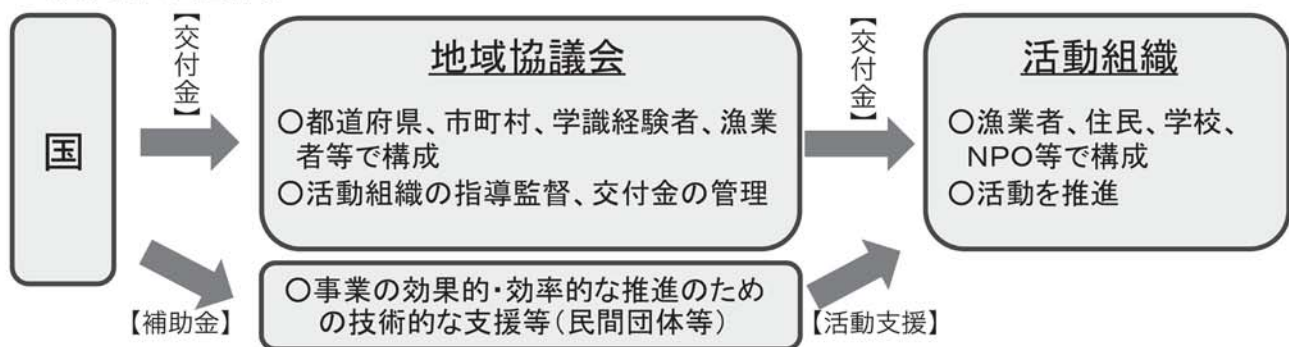 国
【交付金】
地域協議会
○都道府県、市町村、学識経験者、漁業
者等で構成
○活動組織の指導監督、交付金の管理
【交付金】
活動組織
○漁業者、住民、学校、
NPO等で構成
○活動を推進
【補助金】
○事業の効果的・効率的な推進のため
の技術的な支援等(民間団体等)
【活動支援】